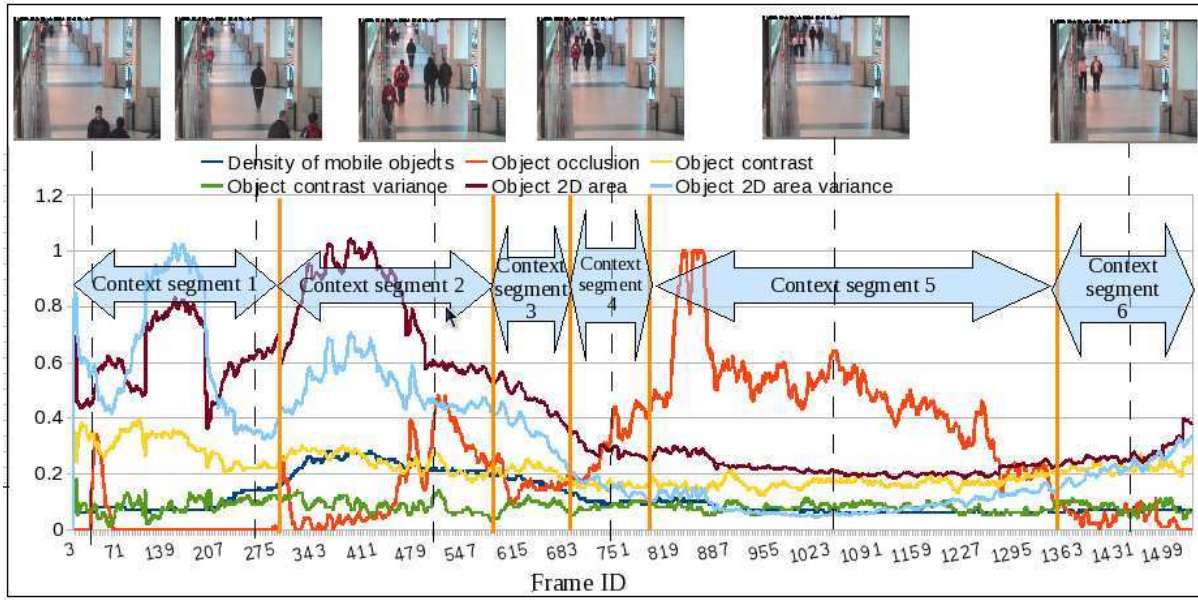 Density of mobile objects Object occlusion Object contrast
Object contrast variance Object 2D area Object 2D area variance
1.2
1
0.8
0.6
0.4
0.2
0
Context segment 1
Context segment 2
Context
segment
3
Context
segment
4
Context segment 5
Context
segment
6
3 71 139 207 275 343 411 479 547 615 683 751 819 887 955 1023 1091 1159 1227 1295 1363 1431 1499
Frame ID